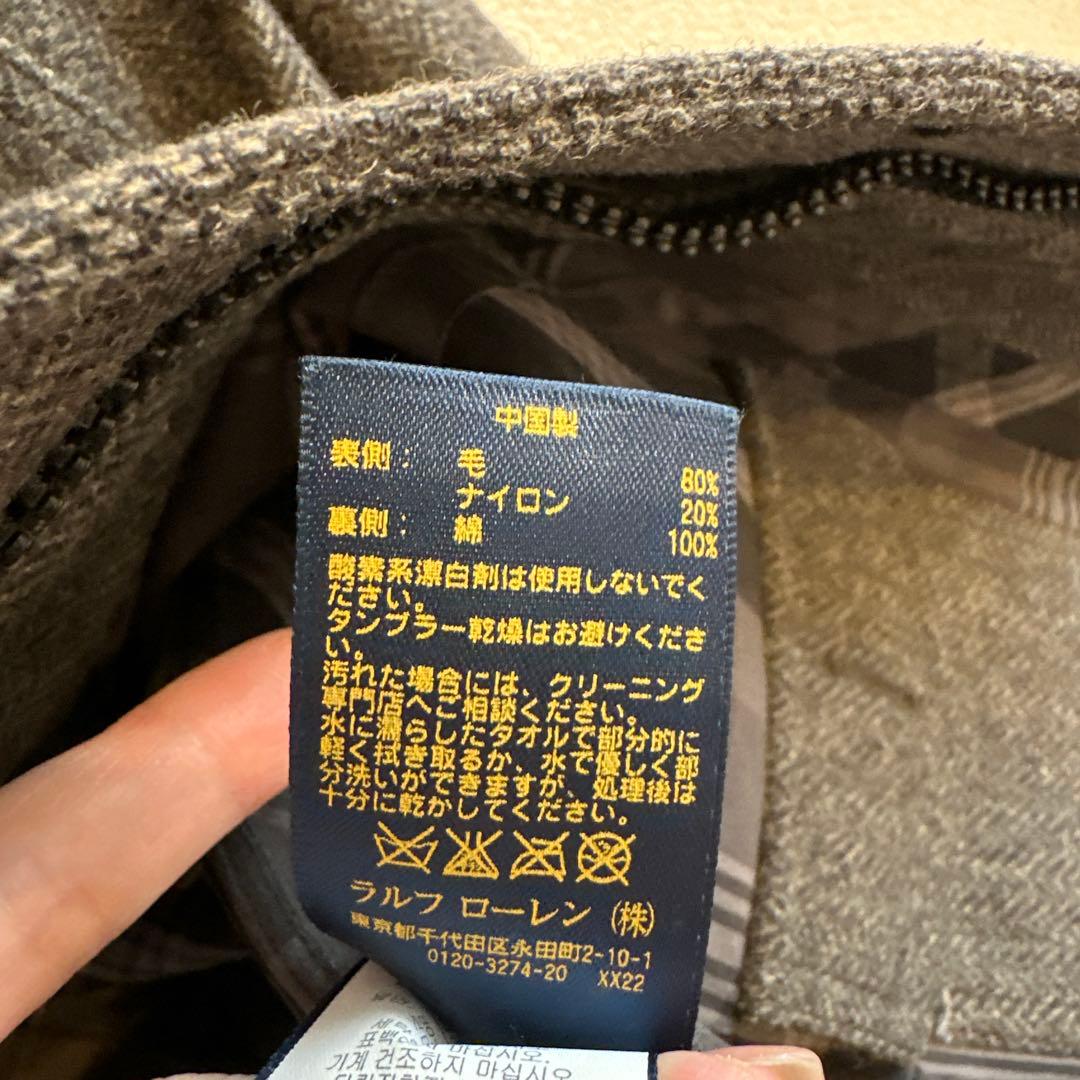 中国製
表側： 毛 80%
ナイロン 20%
裏側： 綿 100%
酸素系漂白剤は使用しないでく
ださい。
タンブラー乾燥はお避けくださ
い。
汚れた場合には、クリーニング
専門店へご相談ください。
水に濡らしたタオルで部分的に
軽く拭き取るか、水で優しく部
分洗いができますが、処理後は
十分に乾かしてください。
ラルフ ローレン (株)
東京都千代田区永田町2-10-1
0120-3274-20 XX22
표백 마십시오.
기계 건조하지 마십시오